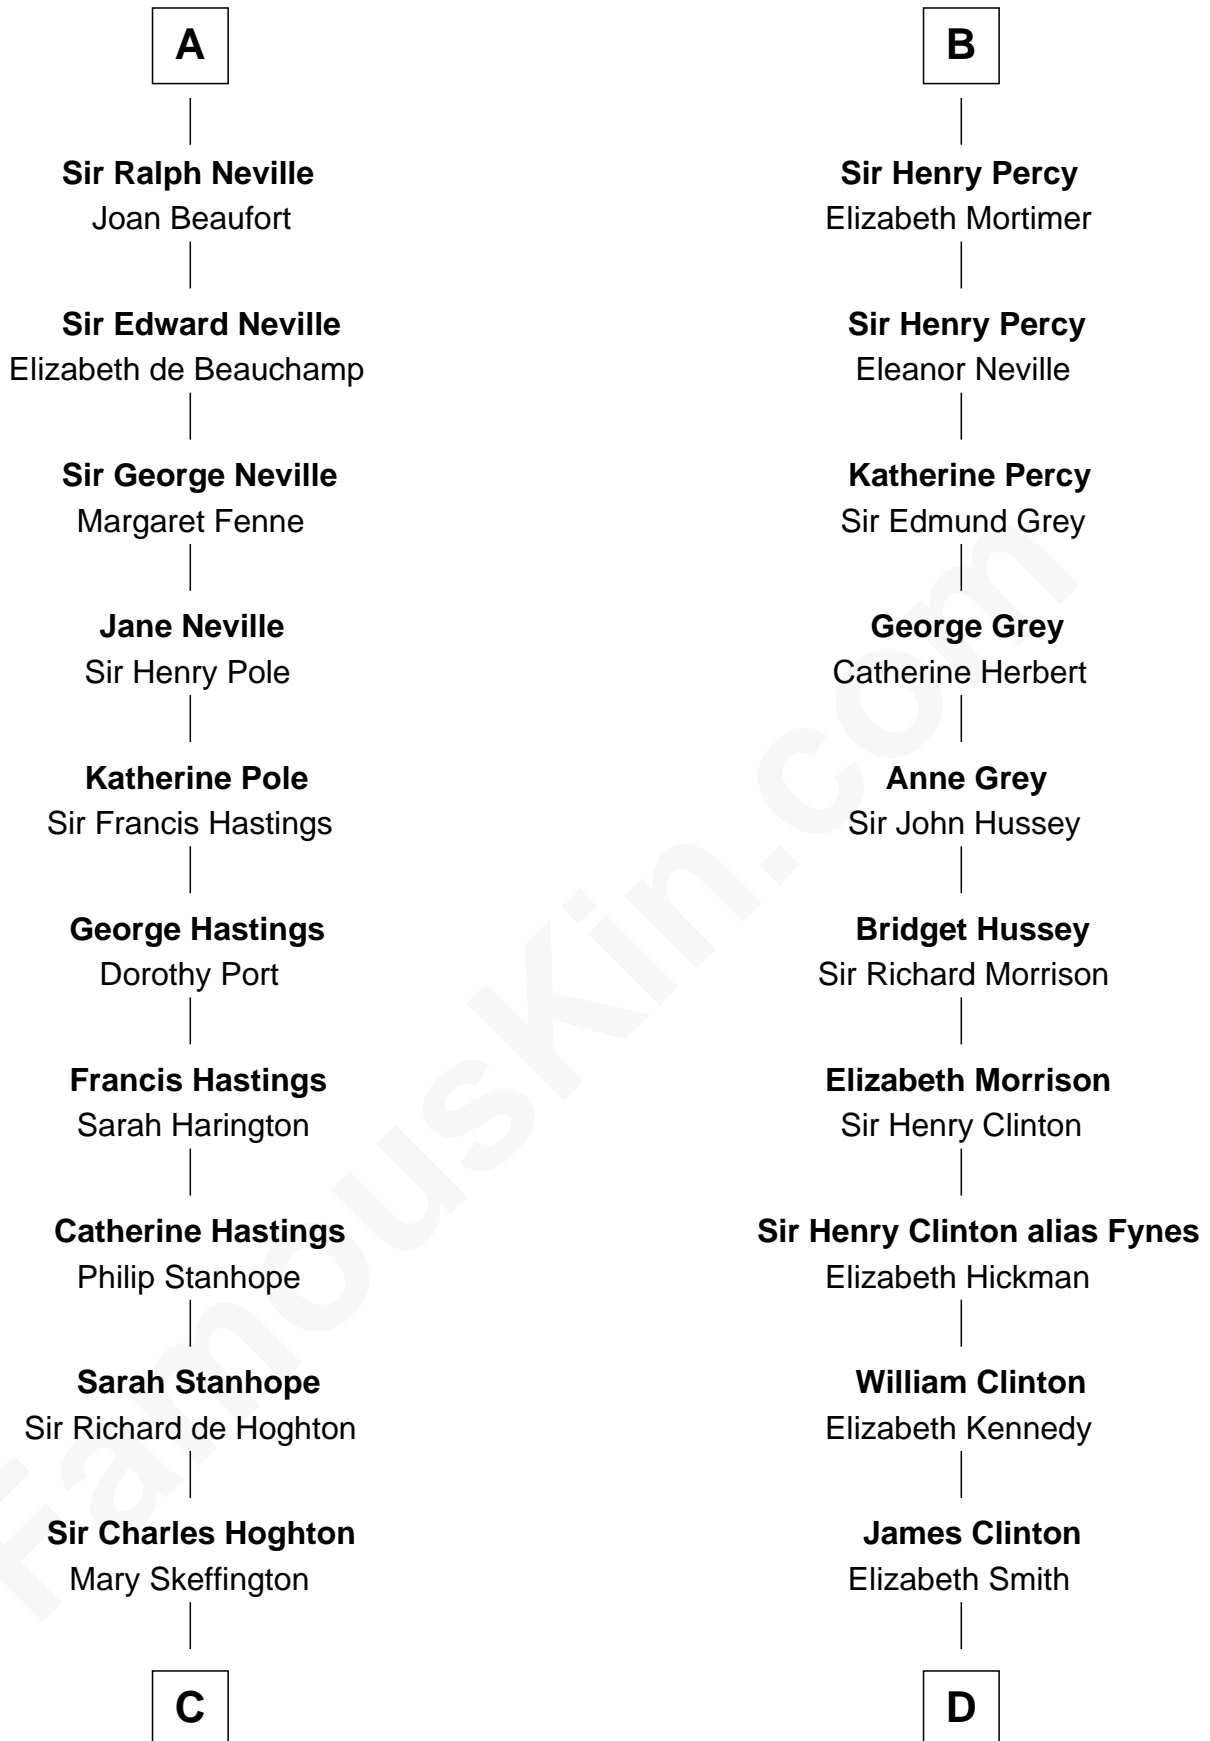 A
Sir Ralph Neville
Joan Beaufort
Sir Edward Neville
Elizabeth de Beauchamp
Sir George Neville
Margaret Fenne
Jane Neville
Sir Henry Pole
Katherine Pole
Sir Francis Hastings
George Hastings
Dorothy Port
Francis Hastings
Sarah Harington
Catherine Hastings
Philip Stanhope
Sarah Stanhope
Sir Richard de Hoghton
Sir Charles Hoghton
Mary Skeffington
C
B
Sir Henry Percy
Elizabeth Mortimer
Sir Henry Percy
Eleanor Neville
Katherine Percy
Sir Edmund Grey
George Grey
Catherine Herbert
Anne Grey
Sir John Hussey
Bridget Hussey
Sir Richard Morrison
Elizabeth Morrison
Sir Henry Clinton
Sir Henry Clinton alias Fynes
Elizabeth Hickman
William Clinton
Elizabeth Kennedy
James Clinton
Elizabeth Smith
D
FamousKin.com